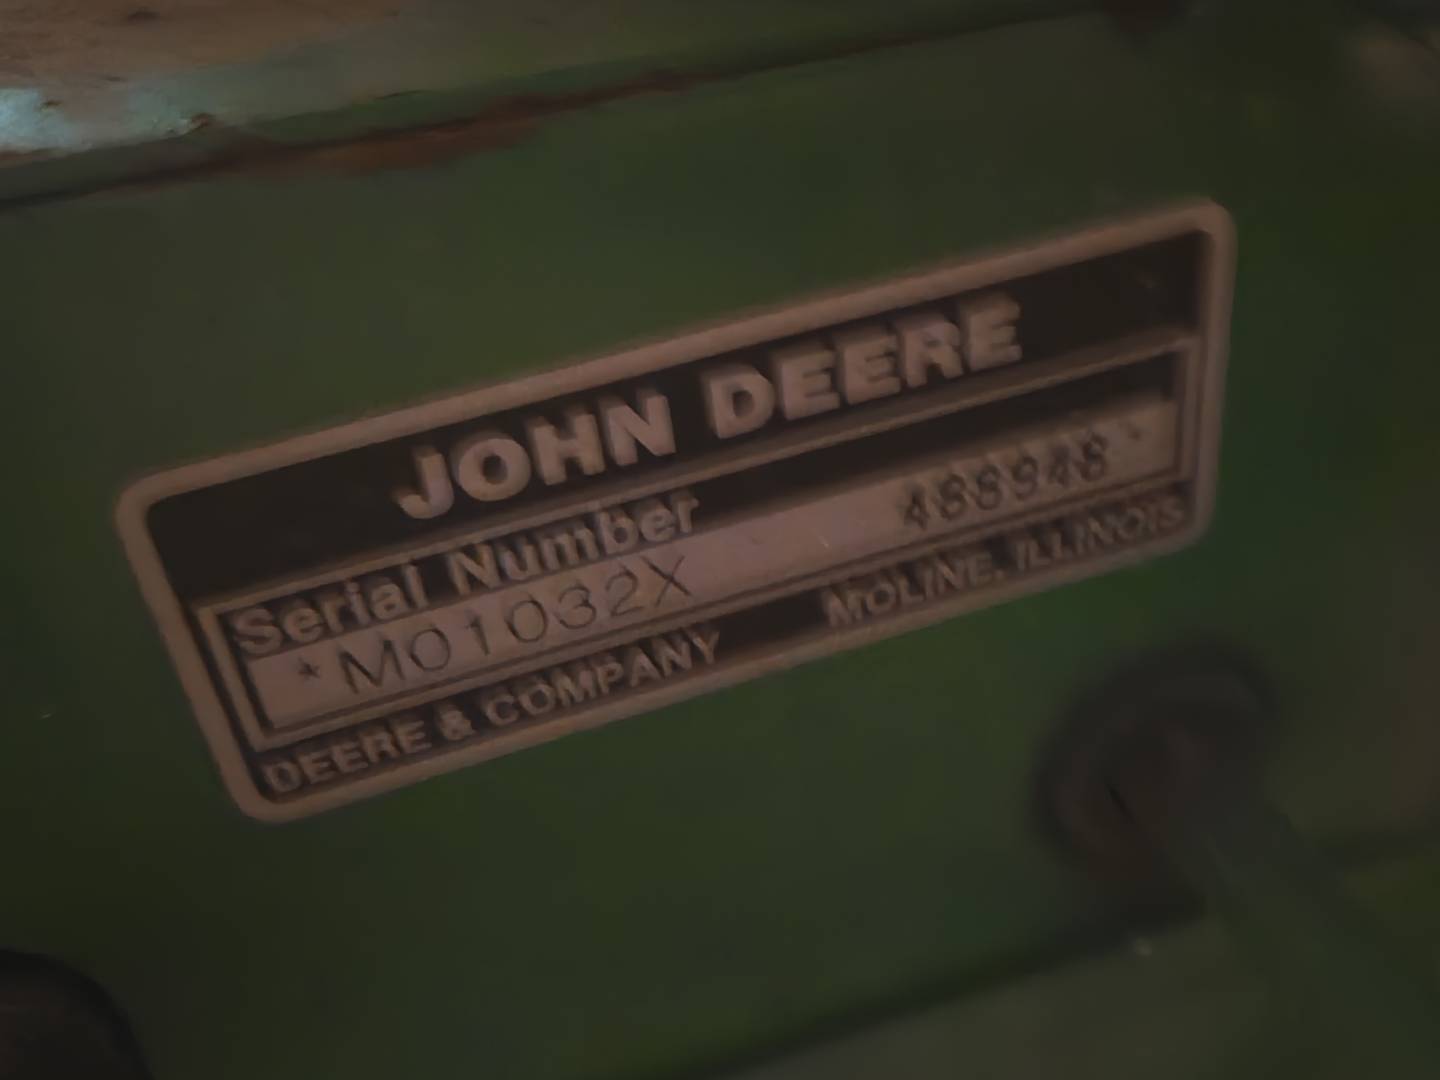 JOHN DEERE
Serial Number
*M01032X 488948*
DEERE & COMPANY MOLINE, ILLINOIS